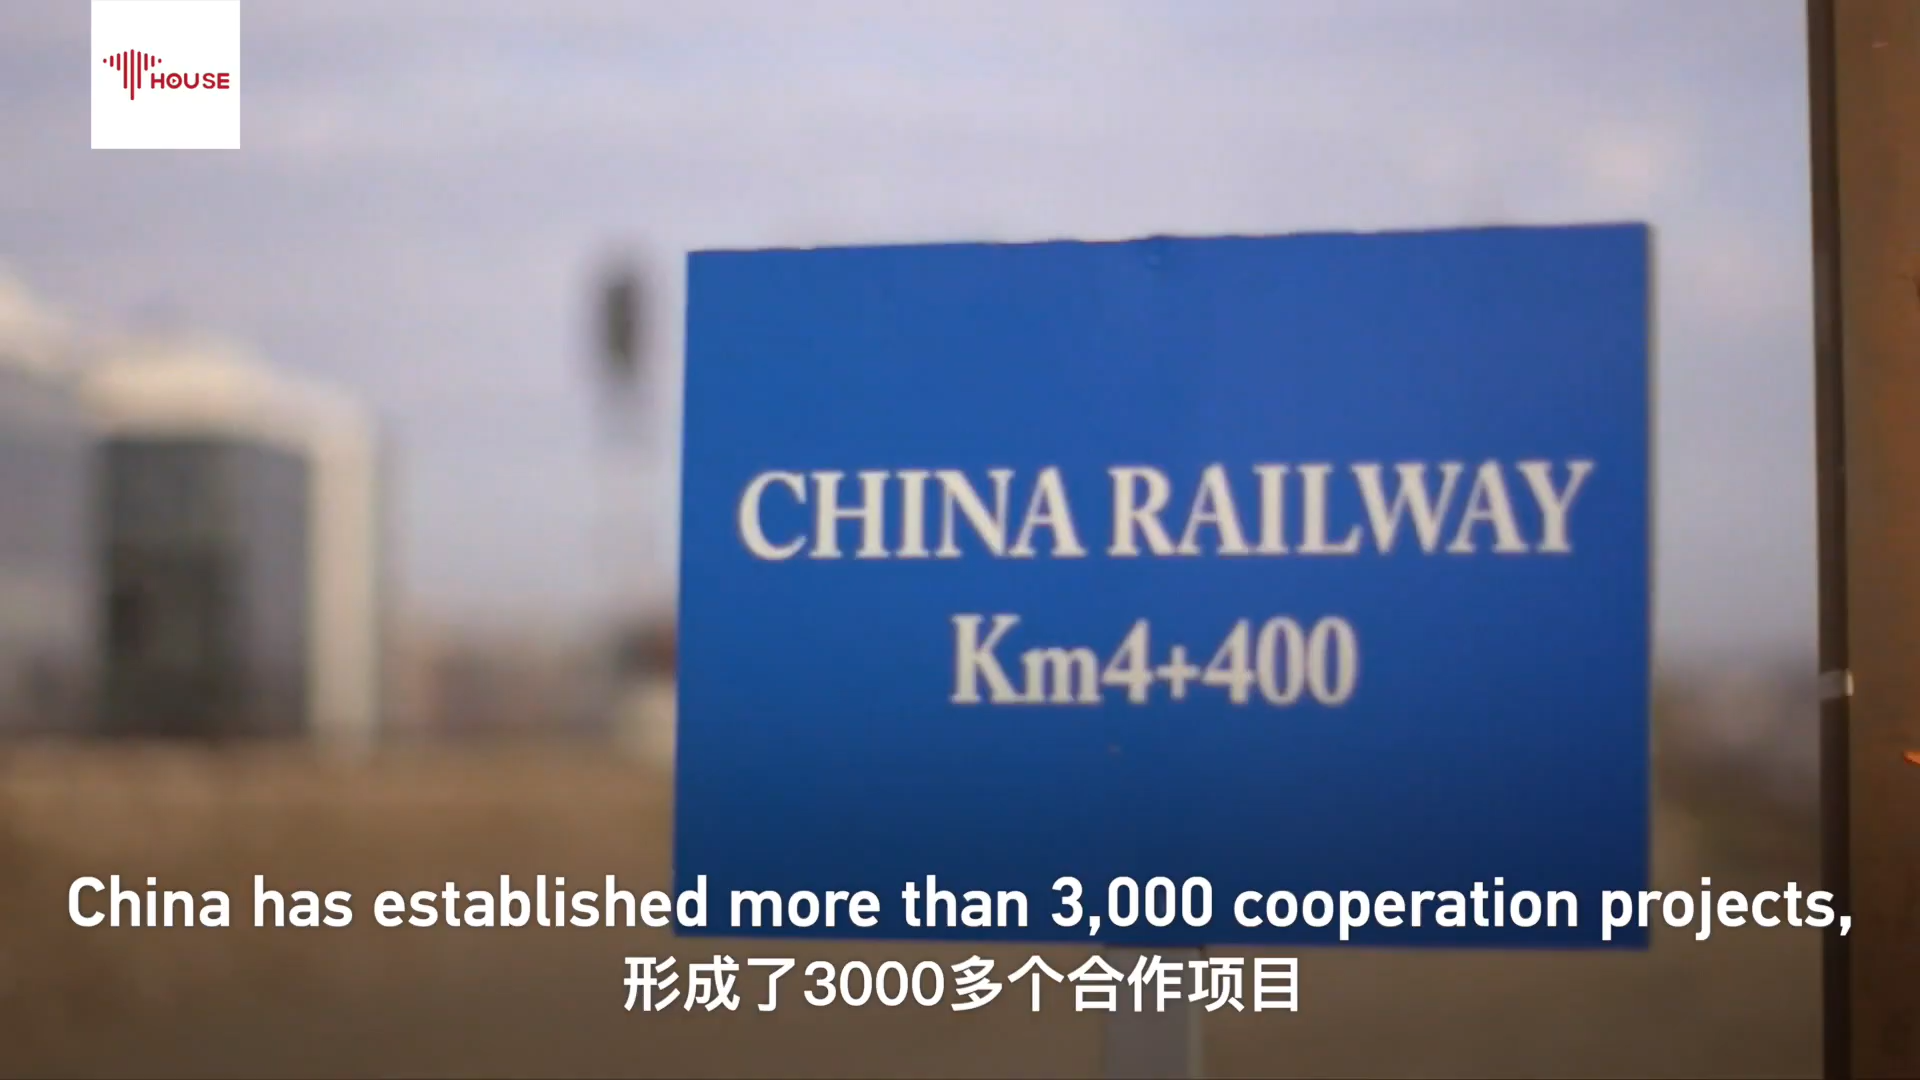 HOUSE
CHINA RAILWAY
Km4+400
China has established more than 3,000 cooperation projects,
形成了3000多个合作项目